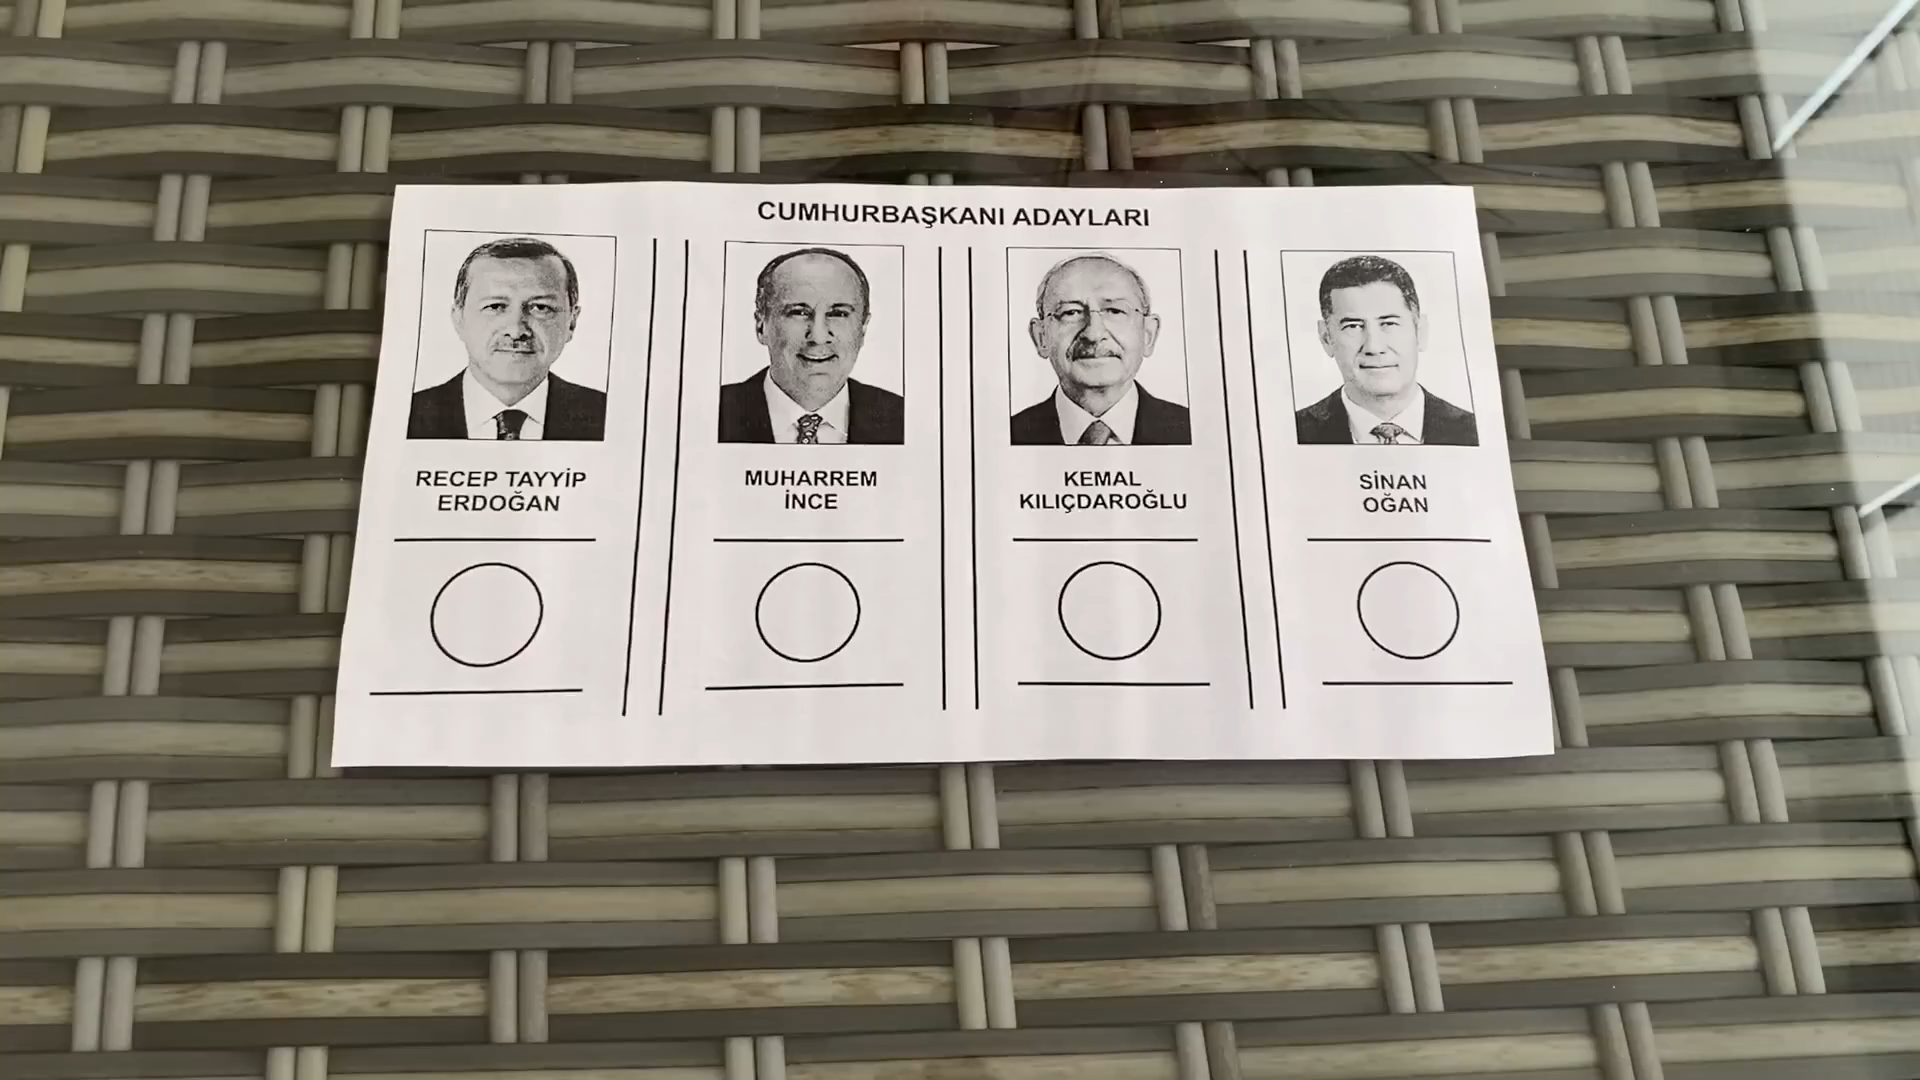 CUMHURBAŞKANI ADAYLARI
RECEP TAYYİP
ERDOĞAN
MUHARREM
İNCE
KEMAL
KILIÇDAROĞLU
SİNAN
OĞAN